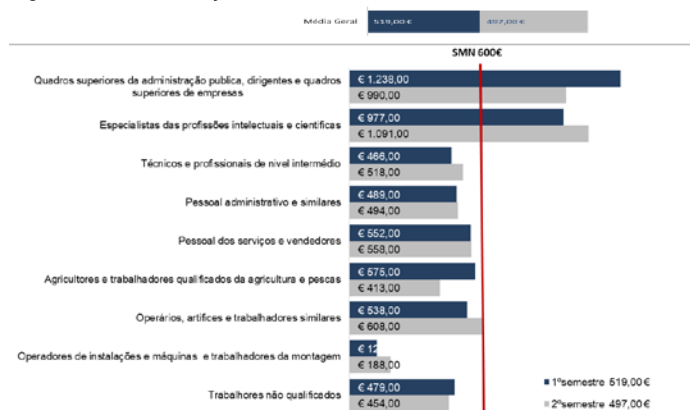 Média Geral 519,00€ 497,00€
SMN 600€
Quadros superiores da administração publica, dirigentes e quadros
superiores de empresas
€ 1.238,00
€ 990,00
Especialistas das profissões intelectuais e cientificas
€ 977,00
€ 1.091,00
Técnicos e profissionais de nivel intermédio
€ 466,00
€ 518,00
Pessoal administrativo e similares
€ 489,00
€ 494,00
Pessoal dos serviços e vendedores
€ 552,00
€ 558,00
Agricultores e trabalhadores qualificados da agricultura e pescas
€ 575,00
€ 413,00
Operários, artifices e trabalhadores similares
€ 538,00
€ 608,00
Operadores de instalações e máquinas e trabalhadores da montagem
€ 12
€ 188,00
Trabalhores não qualificados
€ 479,00
€ 454,00
1ºsemestre 519,00€
2ºsemestre 497,00€